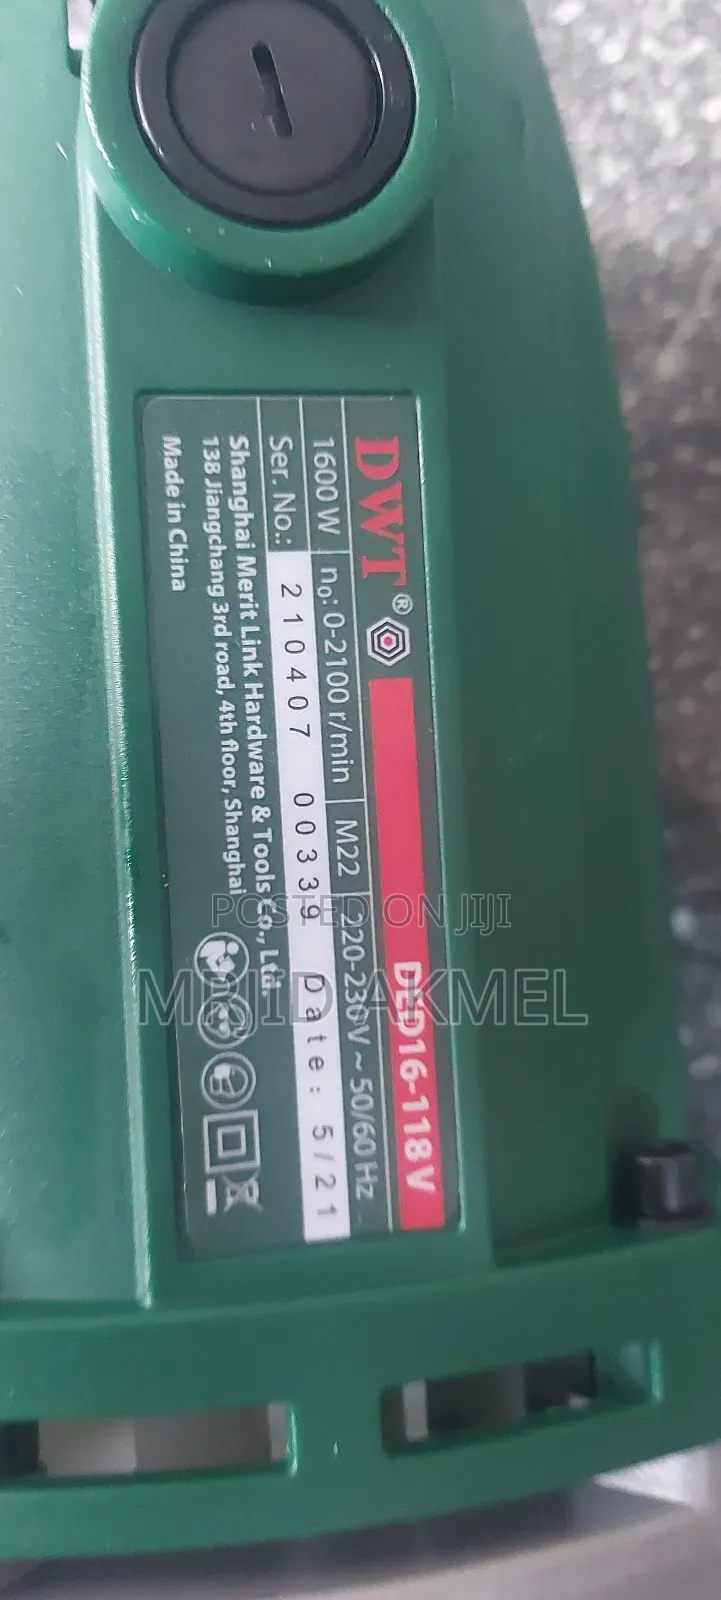 DWT® DED16-118V
1600 W n₀: 0-2100 r/min M22 220-230V ~ 50/60 Hz
Ser. No.: 210407 00339 Date: 5/21
Shanghai Merit Link Hardware & Tools Co., Ltd.
138 Jiangchang 3rd road, 4th floor, Shanghai
Made in China
POSTED ON JIJI
MAJID AKMEL